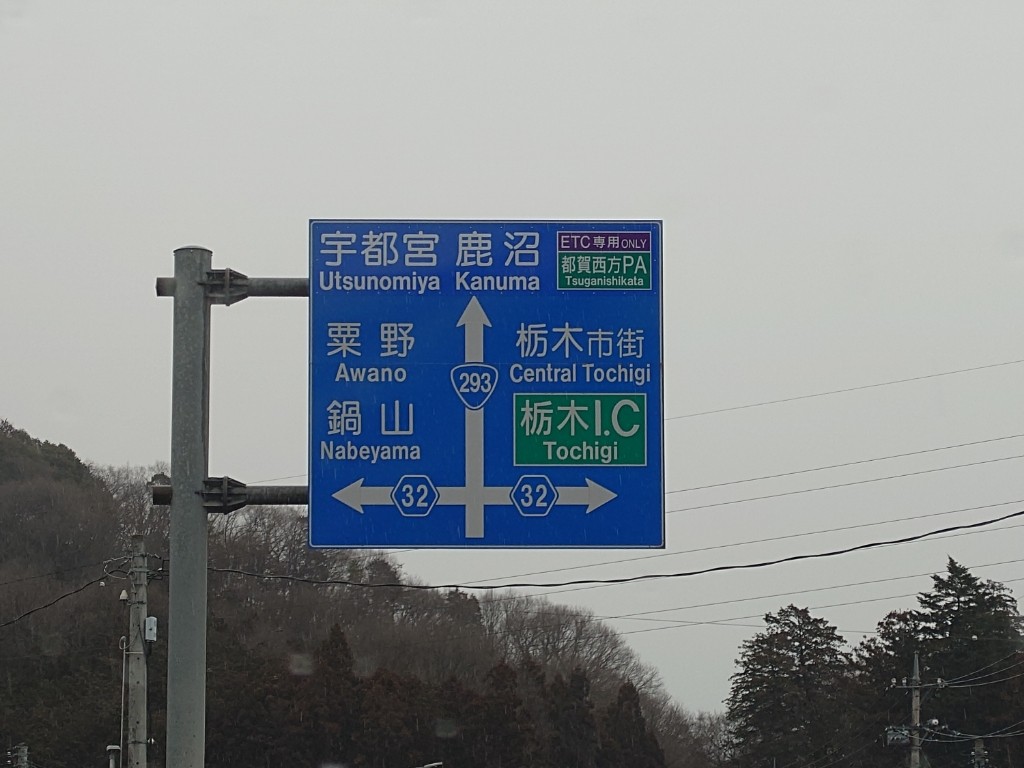 宇都宮 鹿沼
Utsunomiya Kanuma
ETC専用ONLY
都賀西方PA
Tsuganishikata
粟野
Awano
293
栃木市街
Central Tochigi
鍋山
Nabeyama
栃木I.C
Tochigi
32
32